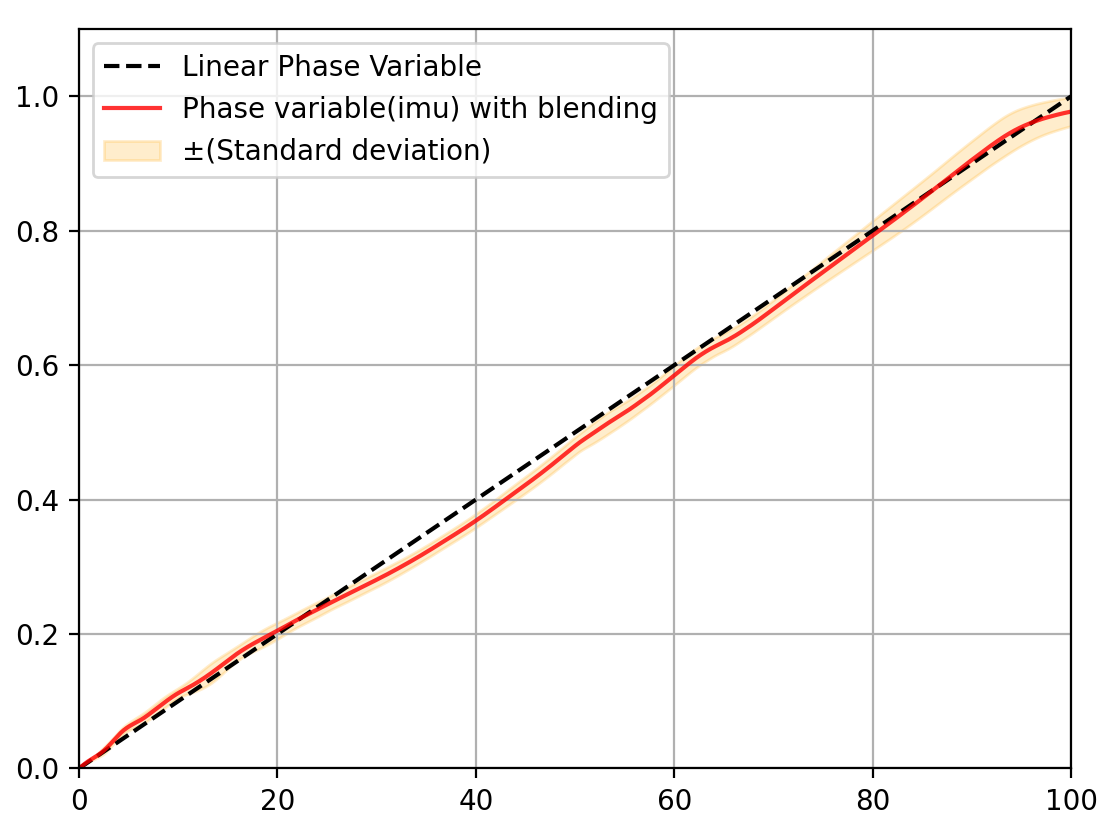 Linear Phase Variable
Phase variable(imu) with blending
±(Standard deviation)
1.0
0.8
0.6
0.4
0.2
0.0
0 20 40 60 80 100